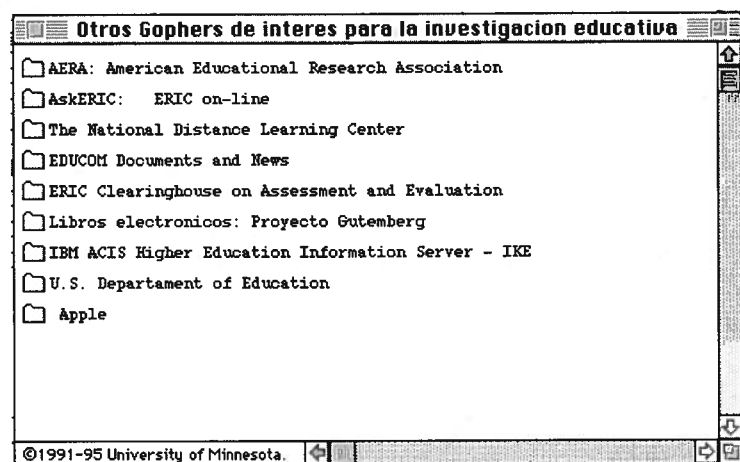 Otros Gophers de interes para la investigacion educativa
AERA: American Educational Research Association
AskERIC: ERIC on-line
The National Distance Learning Center
EDUCOM Documents and News
ERIC Clearinghouse on Assessment and Evaluation
Libros electronicos: Proyecto Gutemberg
IBM ACIS Higher Education Information Server - IKE
U.S. Departament of Education
Apple
©1991-95 University of Minnesota.